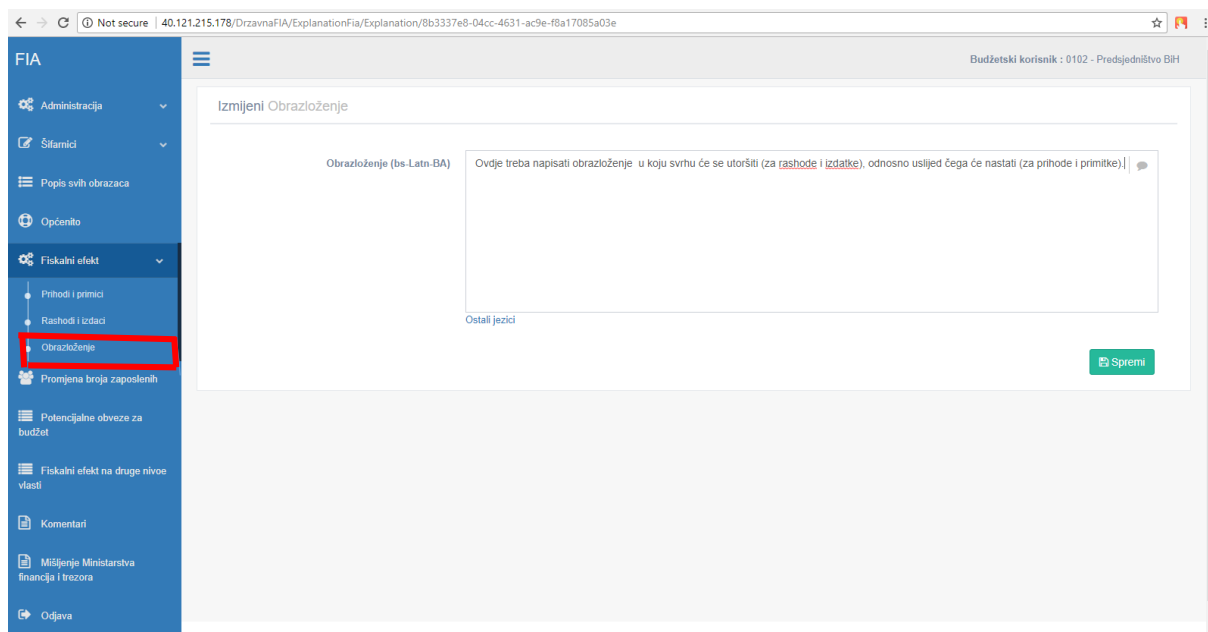 Not secure | 40.121.215.178/DrzavnaFIA/ExplanationFia/Explanation/8b3337e8-04cc-4631-ac9e-f8a17085a03e
FIA
Budžetski korisnik : 0102 - Predsjedništvo BiH
Administracija
Šifarnici
Popis svih obrazaca
Općenito
Fiskalni efekt
Prihodi i primici
Rashodi i izdaci
Obrazloženje
Promjena broja zaposlenih
Potencijalne obveze za
budžet
Fiskalni efekt na druge nivoe
vlasti
Komentari
Mišljenje Ministarstva
financija i trezora
Odjava
Izmijeni Obrazloženje
Obrazloženje (bs-Latn-BA)
Ovdje treba napisati obrazloženje u koju svrhu će se utoršiti (za rashode i izdatke), odnosno uslijed čega će nastati (za prihode i primitke).
Ostali jezici
Spremi